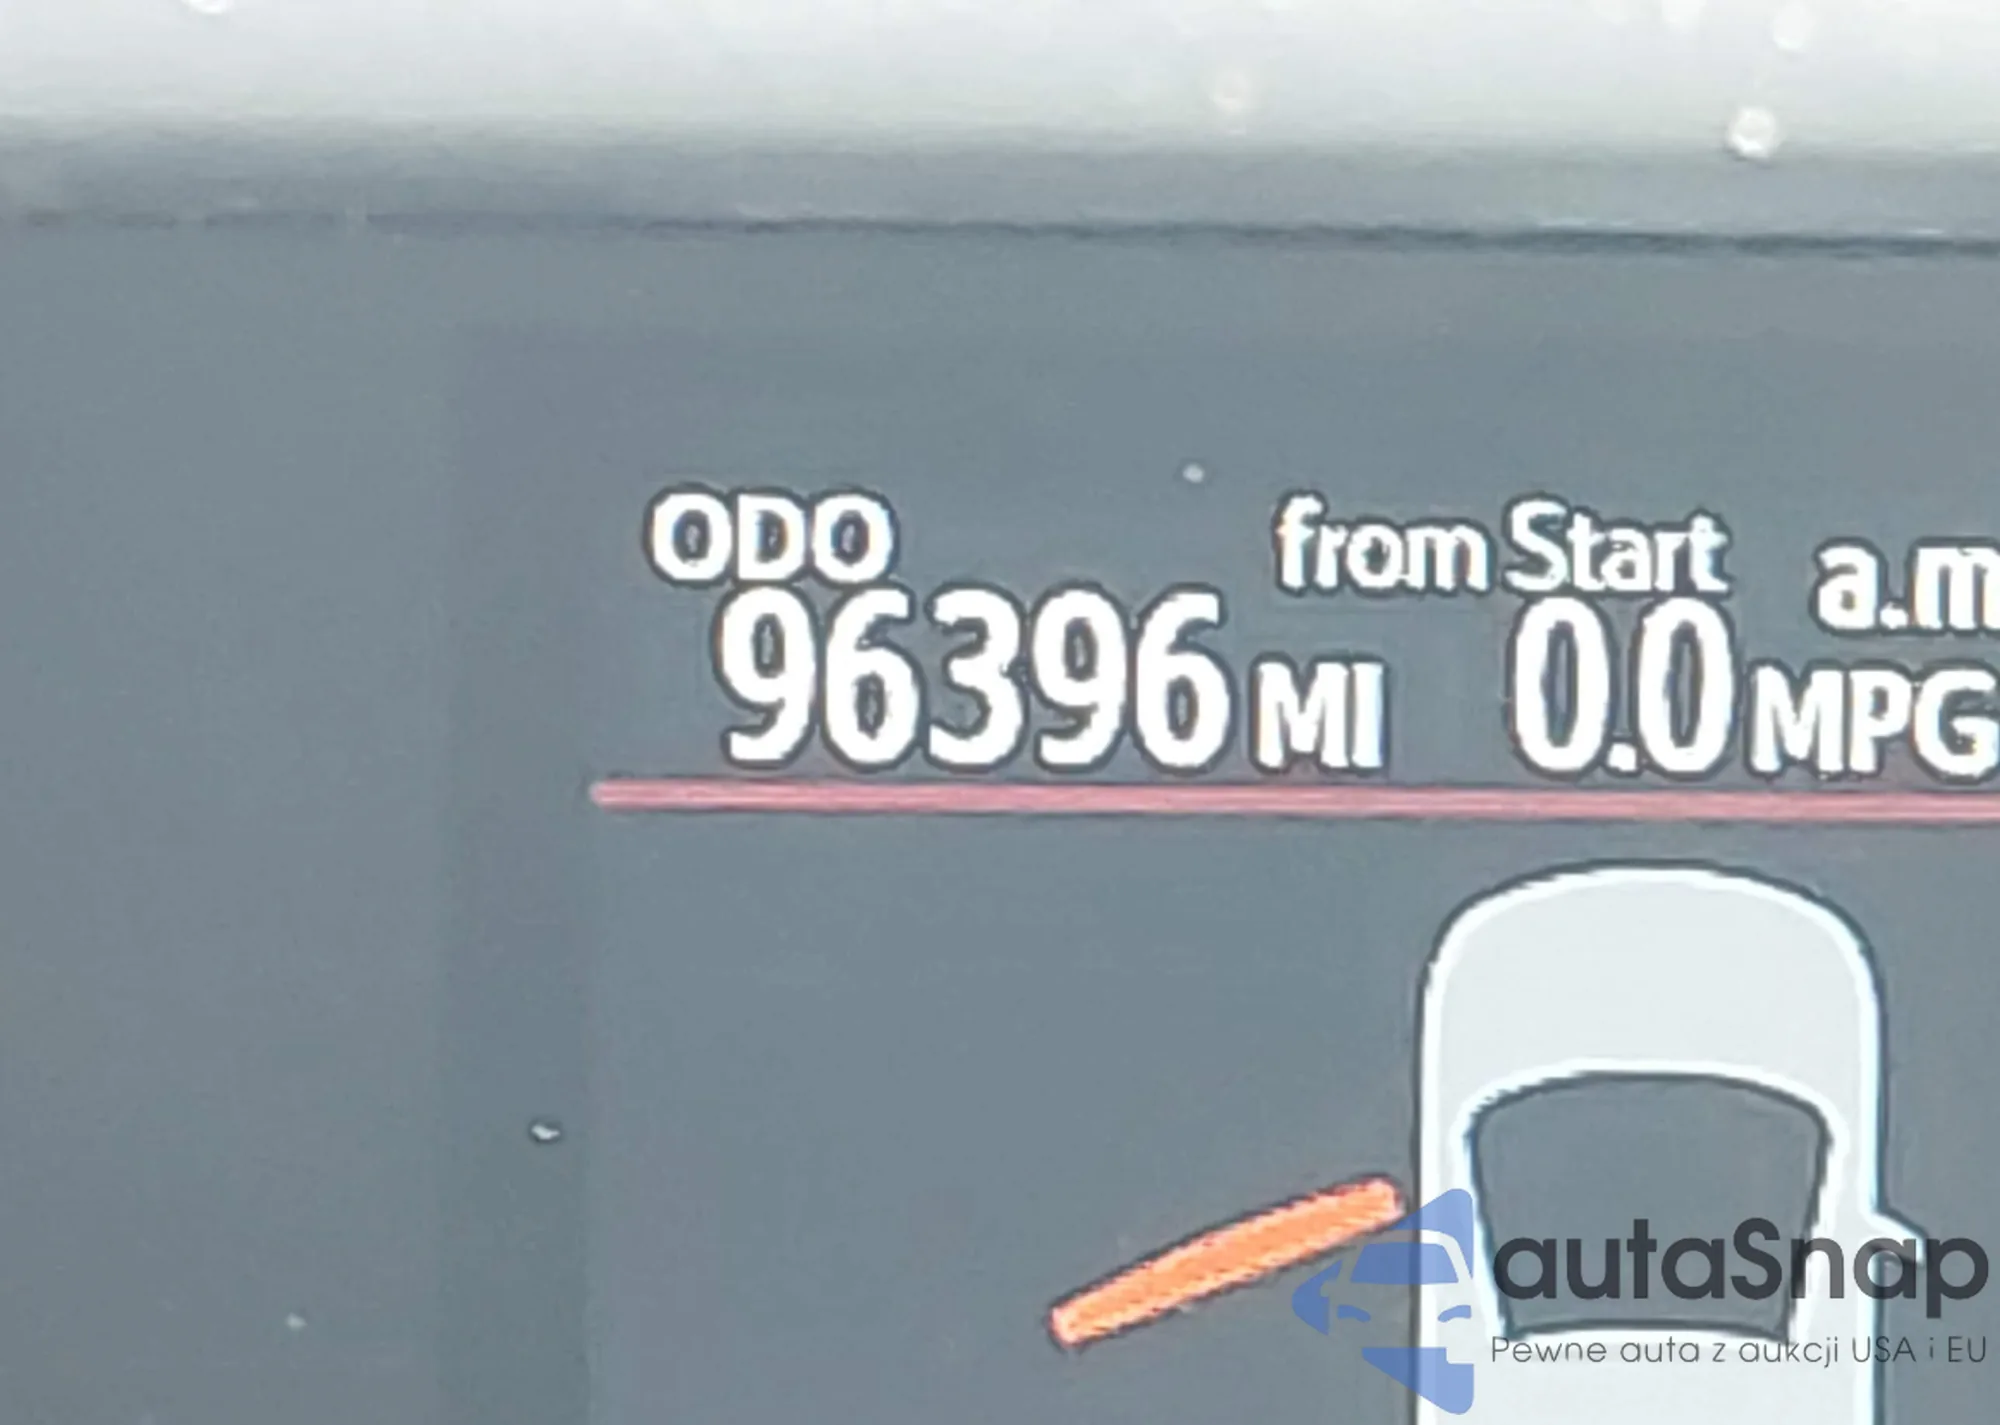 ODO from Start a.m
96396 MI 0.0 MPG
autaSnap
Pewne auta z aukcji USA i EU